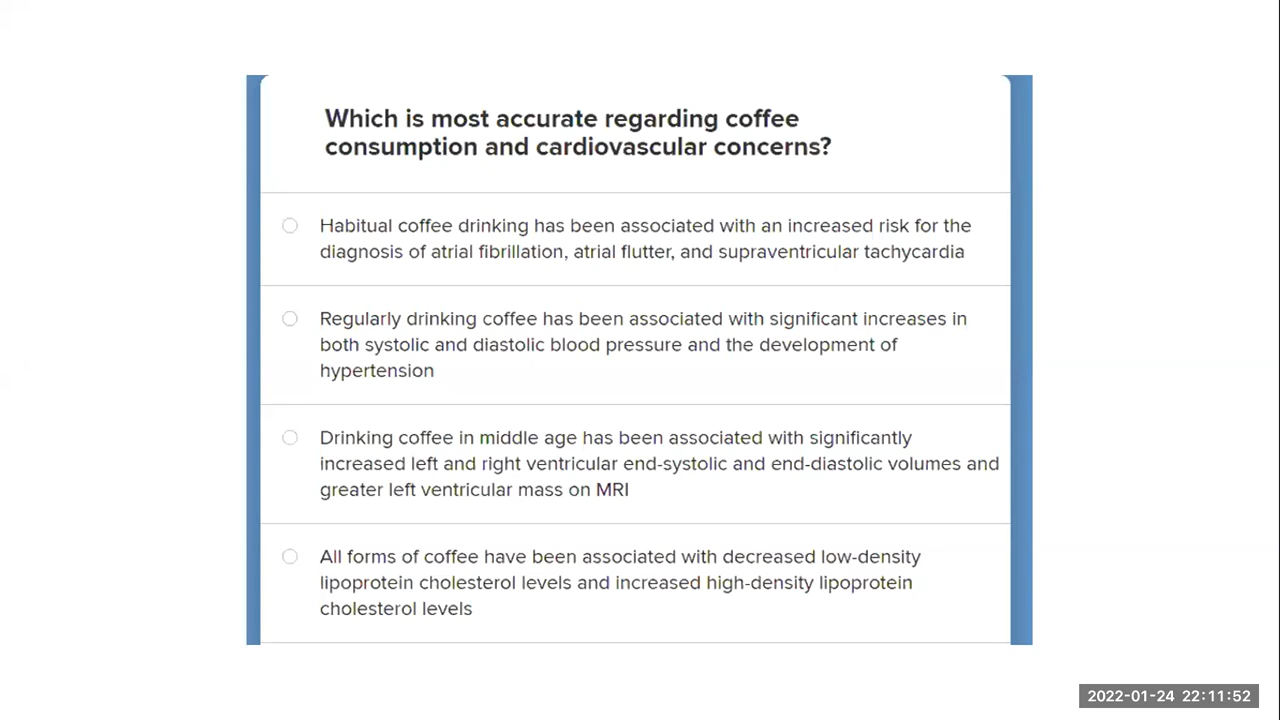 Which is most accurate regarding coffee
consumption and cardiovascular concerns?
Habitual coffee drinking has been associated with an increased risk for the
diagnosis of atrial fibrillation, atrial flutter, and supraventricular tachycardia
Regularly drinking coffee has been associated with significant increases in
both systolic and diastolic blood pressure and the development of
hypertension
Drinking coffee in middle age has been associated with significantly
increased left and right ventricular end-systolic and end-diastolic volumes and
greater left ventricular mass on MRI
All forms of coffee have been associated with decreased low-density
lipoprotein cholesterol levels and increased high-density lipoprotein
cholesterol levels
2022-01-24 22:11:52